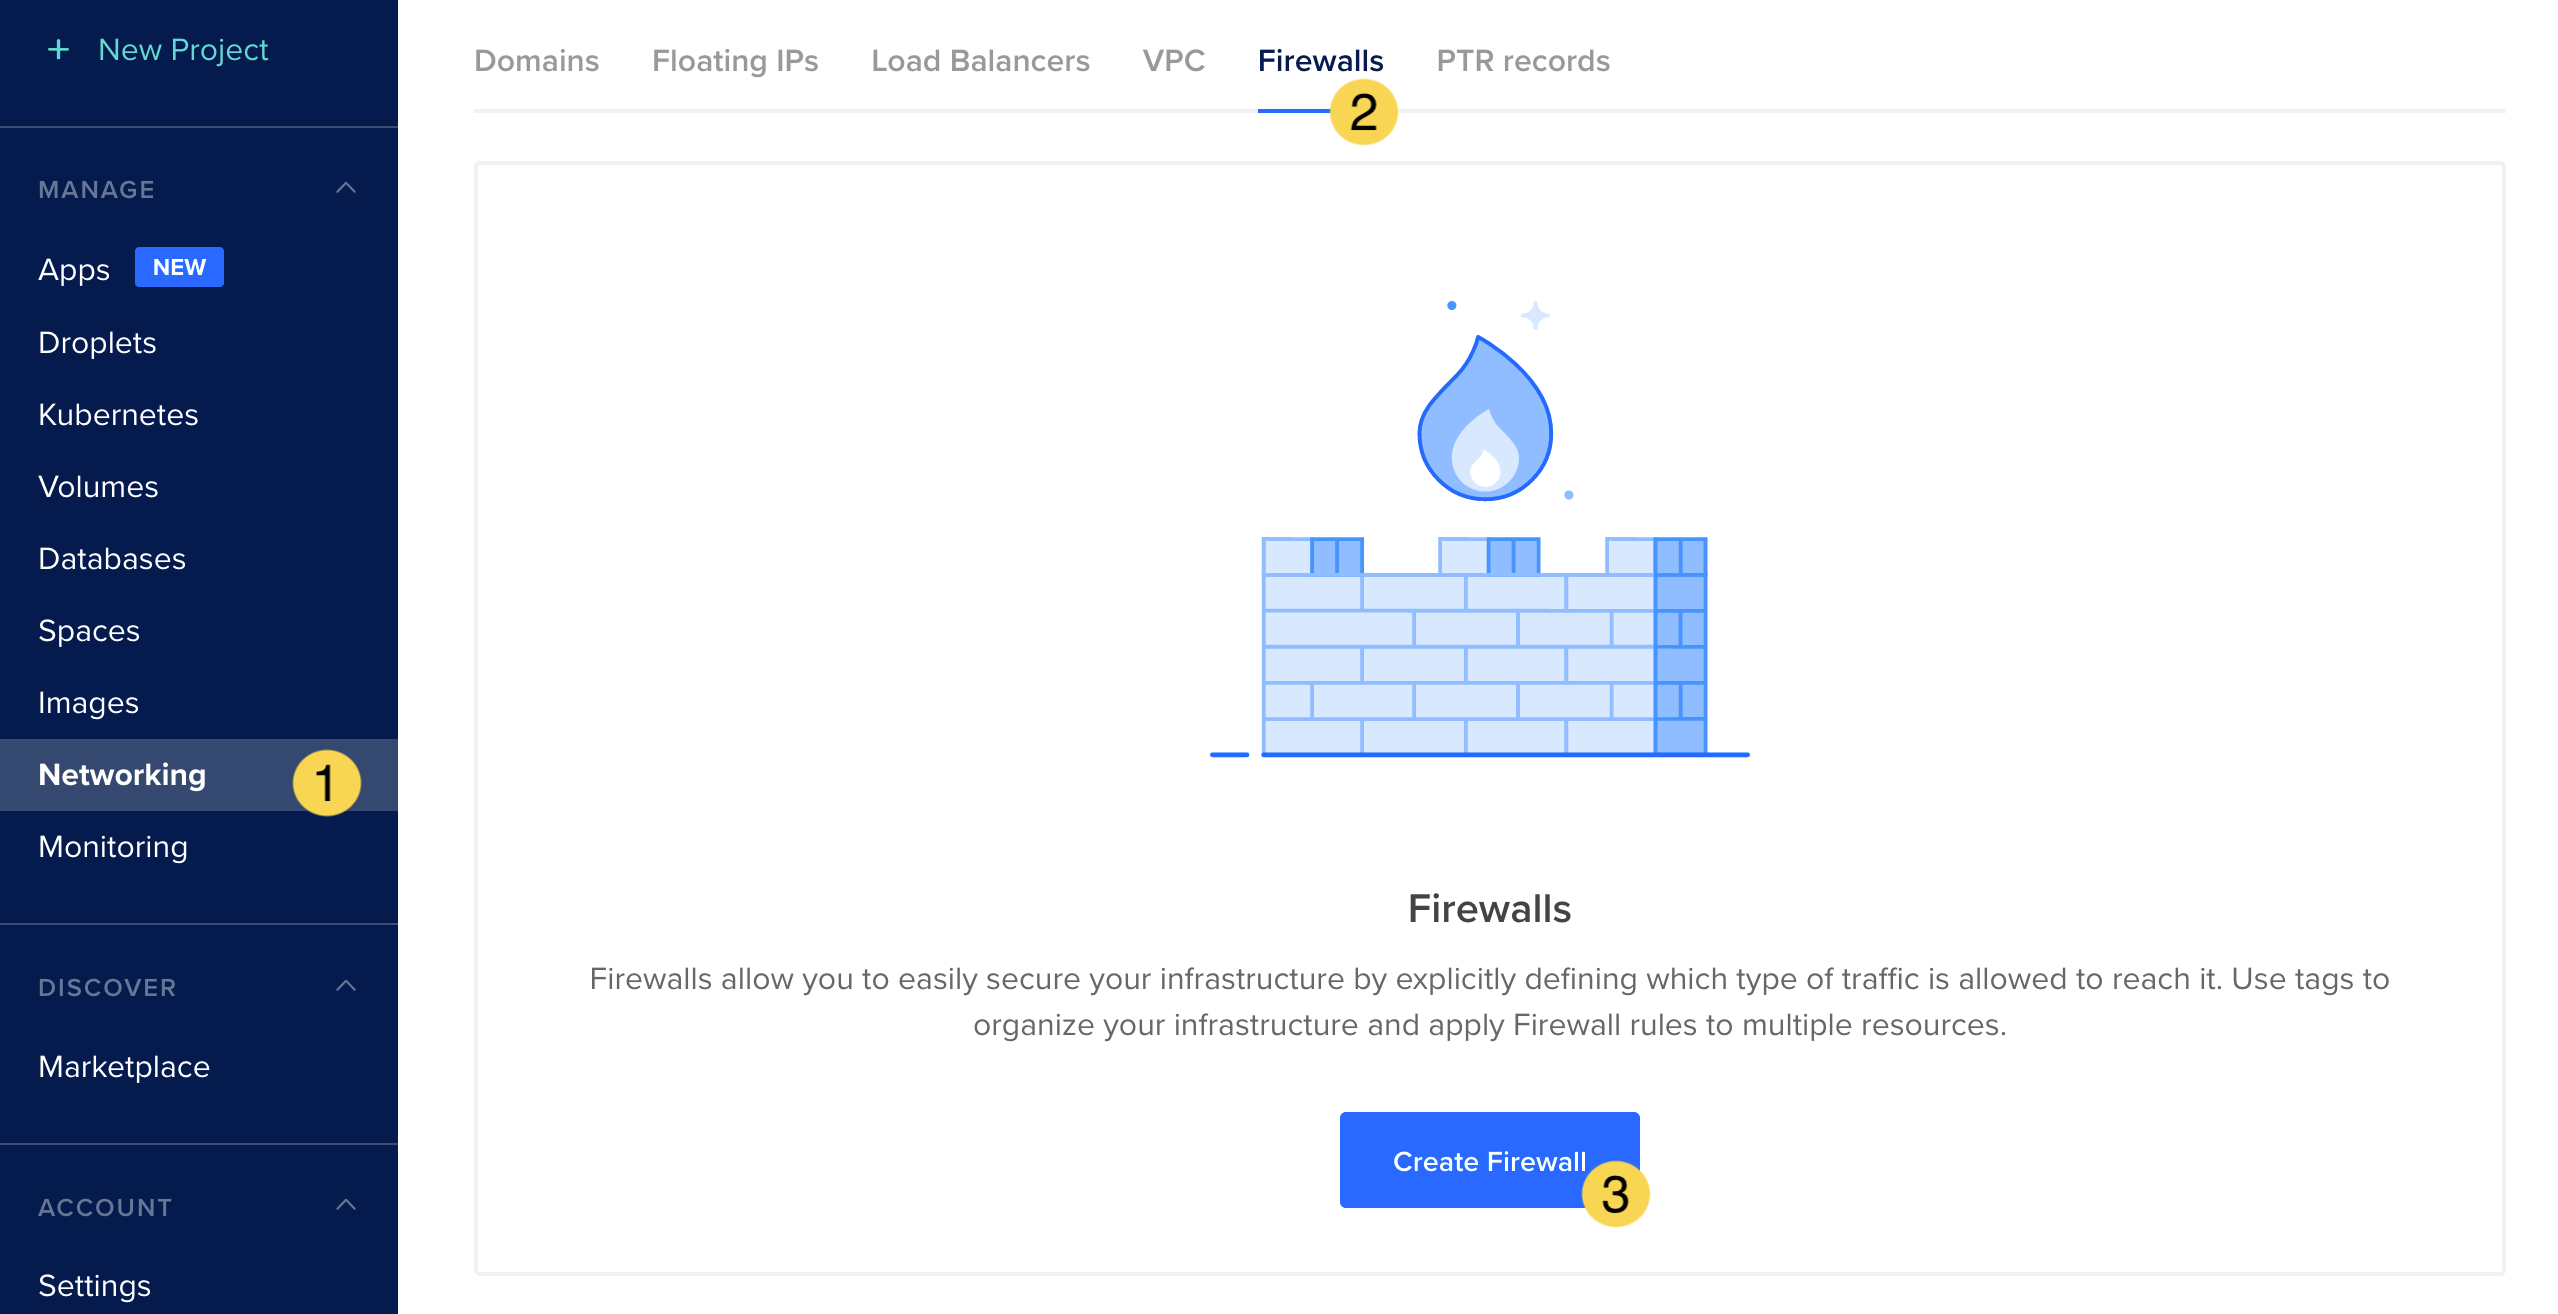 + New Project
MANAGE
Apps NEW
Droplets
Kubernetes
Volumes
Databases
Spaces
Images
Networking 1
Monitoring
DISCOVER
Marketplace
ACCOUNT
Settings
Domains Floating IPs Load Balancers VPC Firewalls PTR records
2
Firewalls
Firewalls allow you to easily secure your infrastructure by explicitly defining which type of traffic is allowed to reach it. Use tags to
organize your infrastructure and apply Firewall rules to multiple resources.
Create Firewall
3